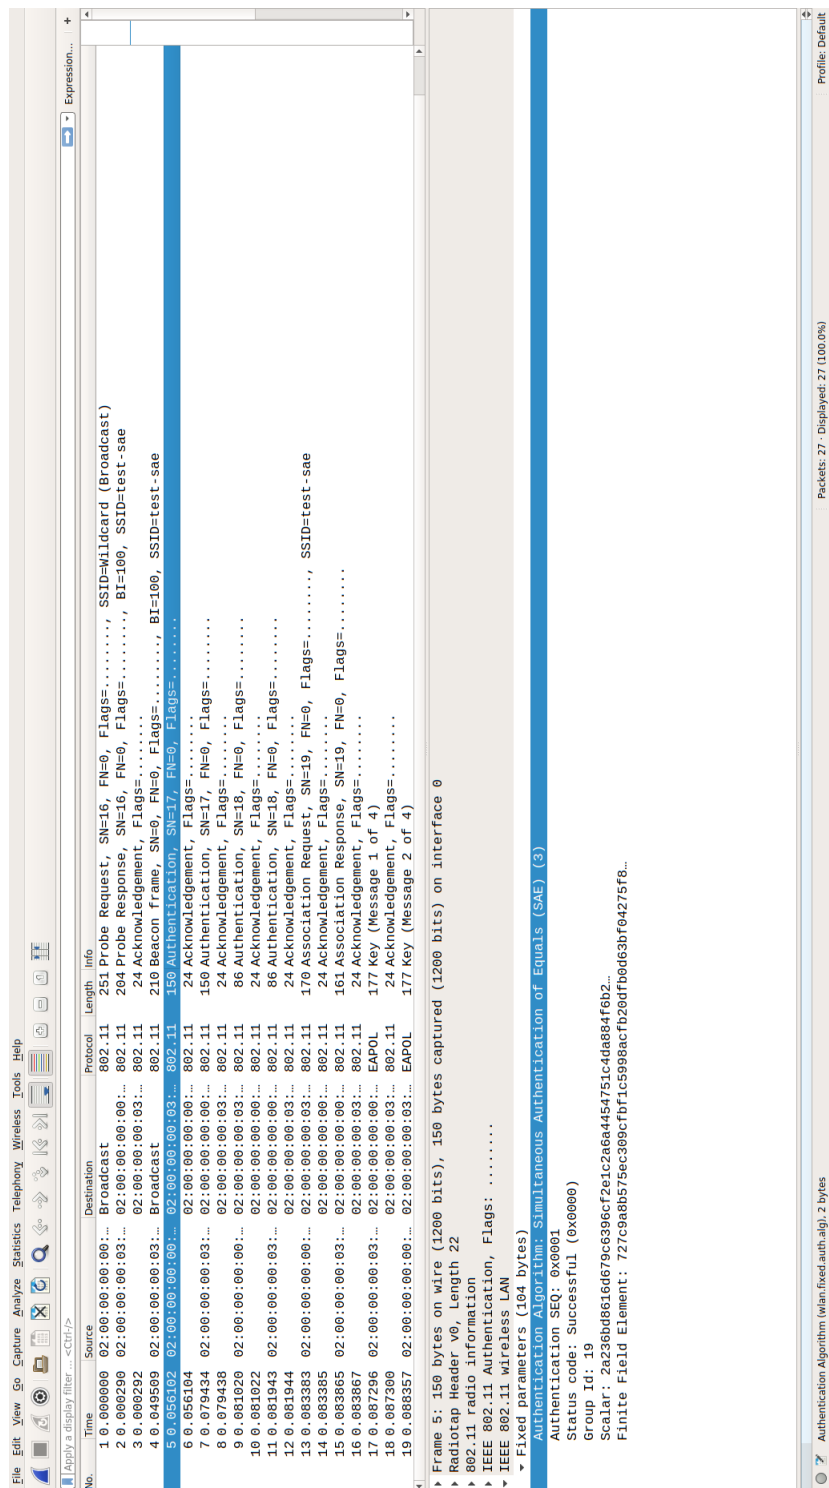 File Edit View Go Capture Analyze Statistics Telephony Wireless Tools Help
Apply a display filter ... <Ctrl-/> Expression... +
No. Time Source Destination Protocol Length Info
1 0.000000 02:00:00:00:00:… Broadcast 802.11 251 Probe Request, SN=16, FN=0, Flags=........, SSID=Wildcard (Broadcast)
2 0.000290 02:00:00:00:03:… 02:00:00:00:00:… 802.11 204 Probe Response, SN=16, FN=0, Flags=........, BI=100, SSID=test-sae
3 0.000292 02:00:00:00:03:… 802.11 24 Acknowledgement, Flags=........
4 0.049509 02:00:00:00:03:… Broadcast 802.11 210 Beacon frame, SN=0, FN=0, Flags=........, BI=100, SSID=test-sae
5 0.056102 02:00:00:00:00:… 02:00:00:00:03:… 802.11 150 Authentication, SN=17, FN=0, Flags=........
6 0.056104 02:00:00:00:00:… 802.11 24 Acknowledgement, Flags=........
7 0.079434 02:00:00:00:03:… 02:00:00:00:00:… 802.11 150 Authentication, SN=17, FN=0, Flags=........
8 0.079438 02:00:00:00:03:… 802.11 24 Acknowledgement, Flags=........
9 0.081020 02:00:00:00:00:… 02:00:00:00:03:… 802.11 86 Authentication, SN=18, FN=0, Flags=........
10 0.081022 02:00:00:00:00:… 802.11 24 Acknowledgement, Flags=........
11 0.081943 02:00:00:00:03:… 02:00:00:00:00:… 802.11 86 Authentication, SN=18, FN=0, Flags=........
12 0.081944 02:00:00:00:03:… 802.11 24 Acknowledgement, Flags=........
13 0.083383 02:00:00:00:00:… 02:00:00:00:03:… 802.11 170 Association Request, SN=19, FN=0, Flags=........, SSID=test-sae
14 0.083385 02:00:00:00:00:… 802.11 24 Acknowledgement, Flags=........
15 0.083865 02:00:00:00:03:… 02:00:00:00:00:… 802.11 161 Association Response, SN=19, FN=0, Flags=........
16 0.083867 02:00:00:00:03:… 802.11 24 Acknowledgement, Flags=........
17 0.087296 02:00:00:00:03:… 02:00:00:00:00:… EAPOL 177 Key (Message 1 of 4)
18 0.087300 02:00:00:00:03:… 802.11 24 Acknowledgement, Flags=........
19 0.088357 02:00:00:00:00:… 02:00:00:00:03:… EAPOL 177 Key (Message 2 of 4)
Frame 5: 150 bytes on wire (1200 bits), 150 bytes captured (1200 bits) on interface 0
Radiotap Header v0, Length 22
802.11 radio information
IEEE 802.11 Authentication, Flags: ........
IEEE 802.11 wireless LAN
Fixed parameters (104 bytes)
Authentication Algorithm: Simultaneous Authentication of Equals (SAE) (3)
Authentication SEQ: 0x0001
Status code: Successful (0x0000)
Group Id: 19
Scalar: 2a236bd8616d679c6396cf2e1c2a6a4454751c4da884f6b2…
Finite Field Element: 727c9a8b575ec309cfbf1c5998acfb20dfb0d63bf04275f8…
Authentication Algorithm (wlan.fixed.auth.alg), 2 bytes Packets: 27 · Displayed: 27 (100.0%) Profile: Default